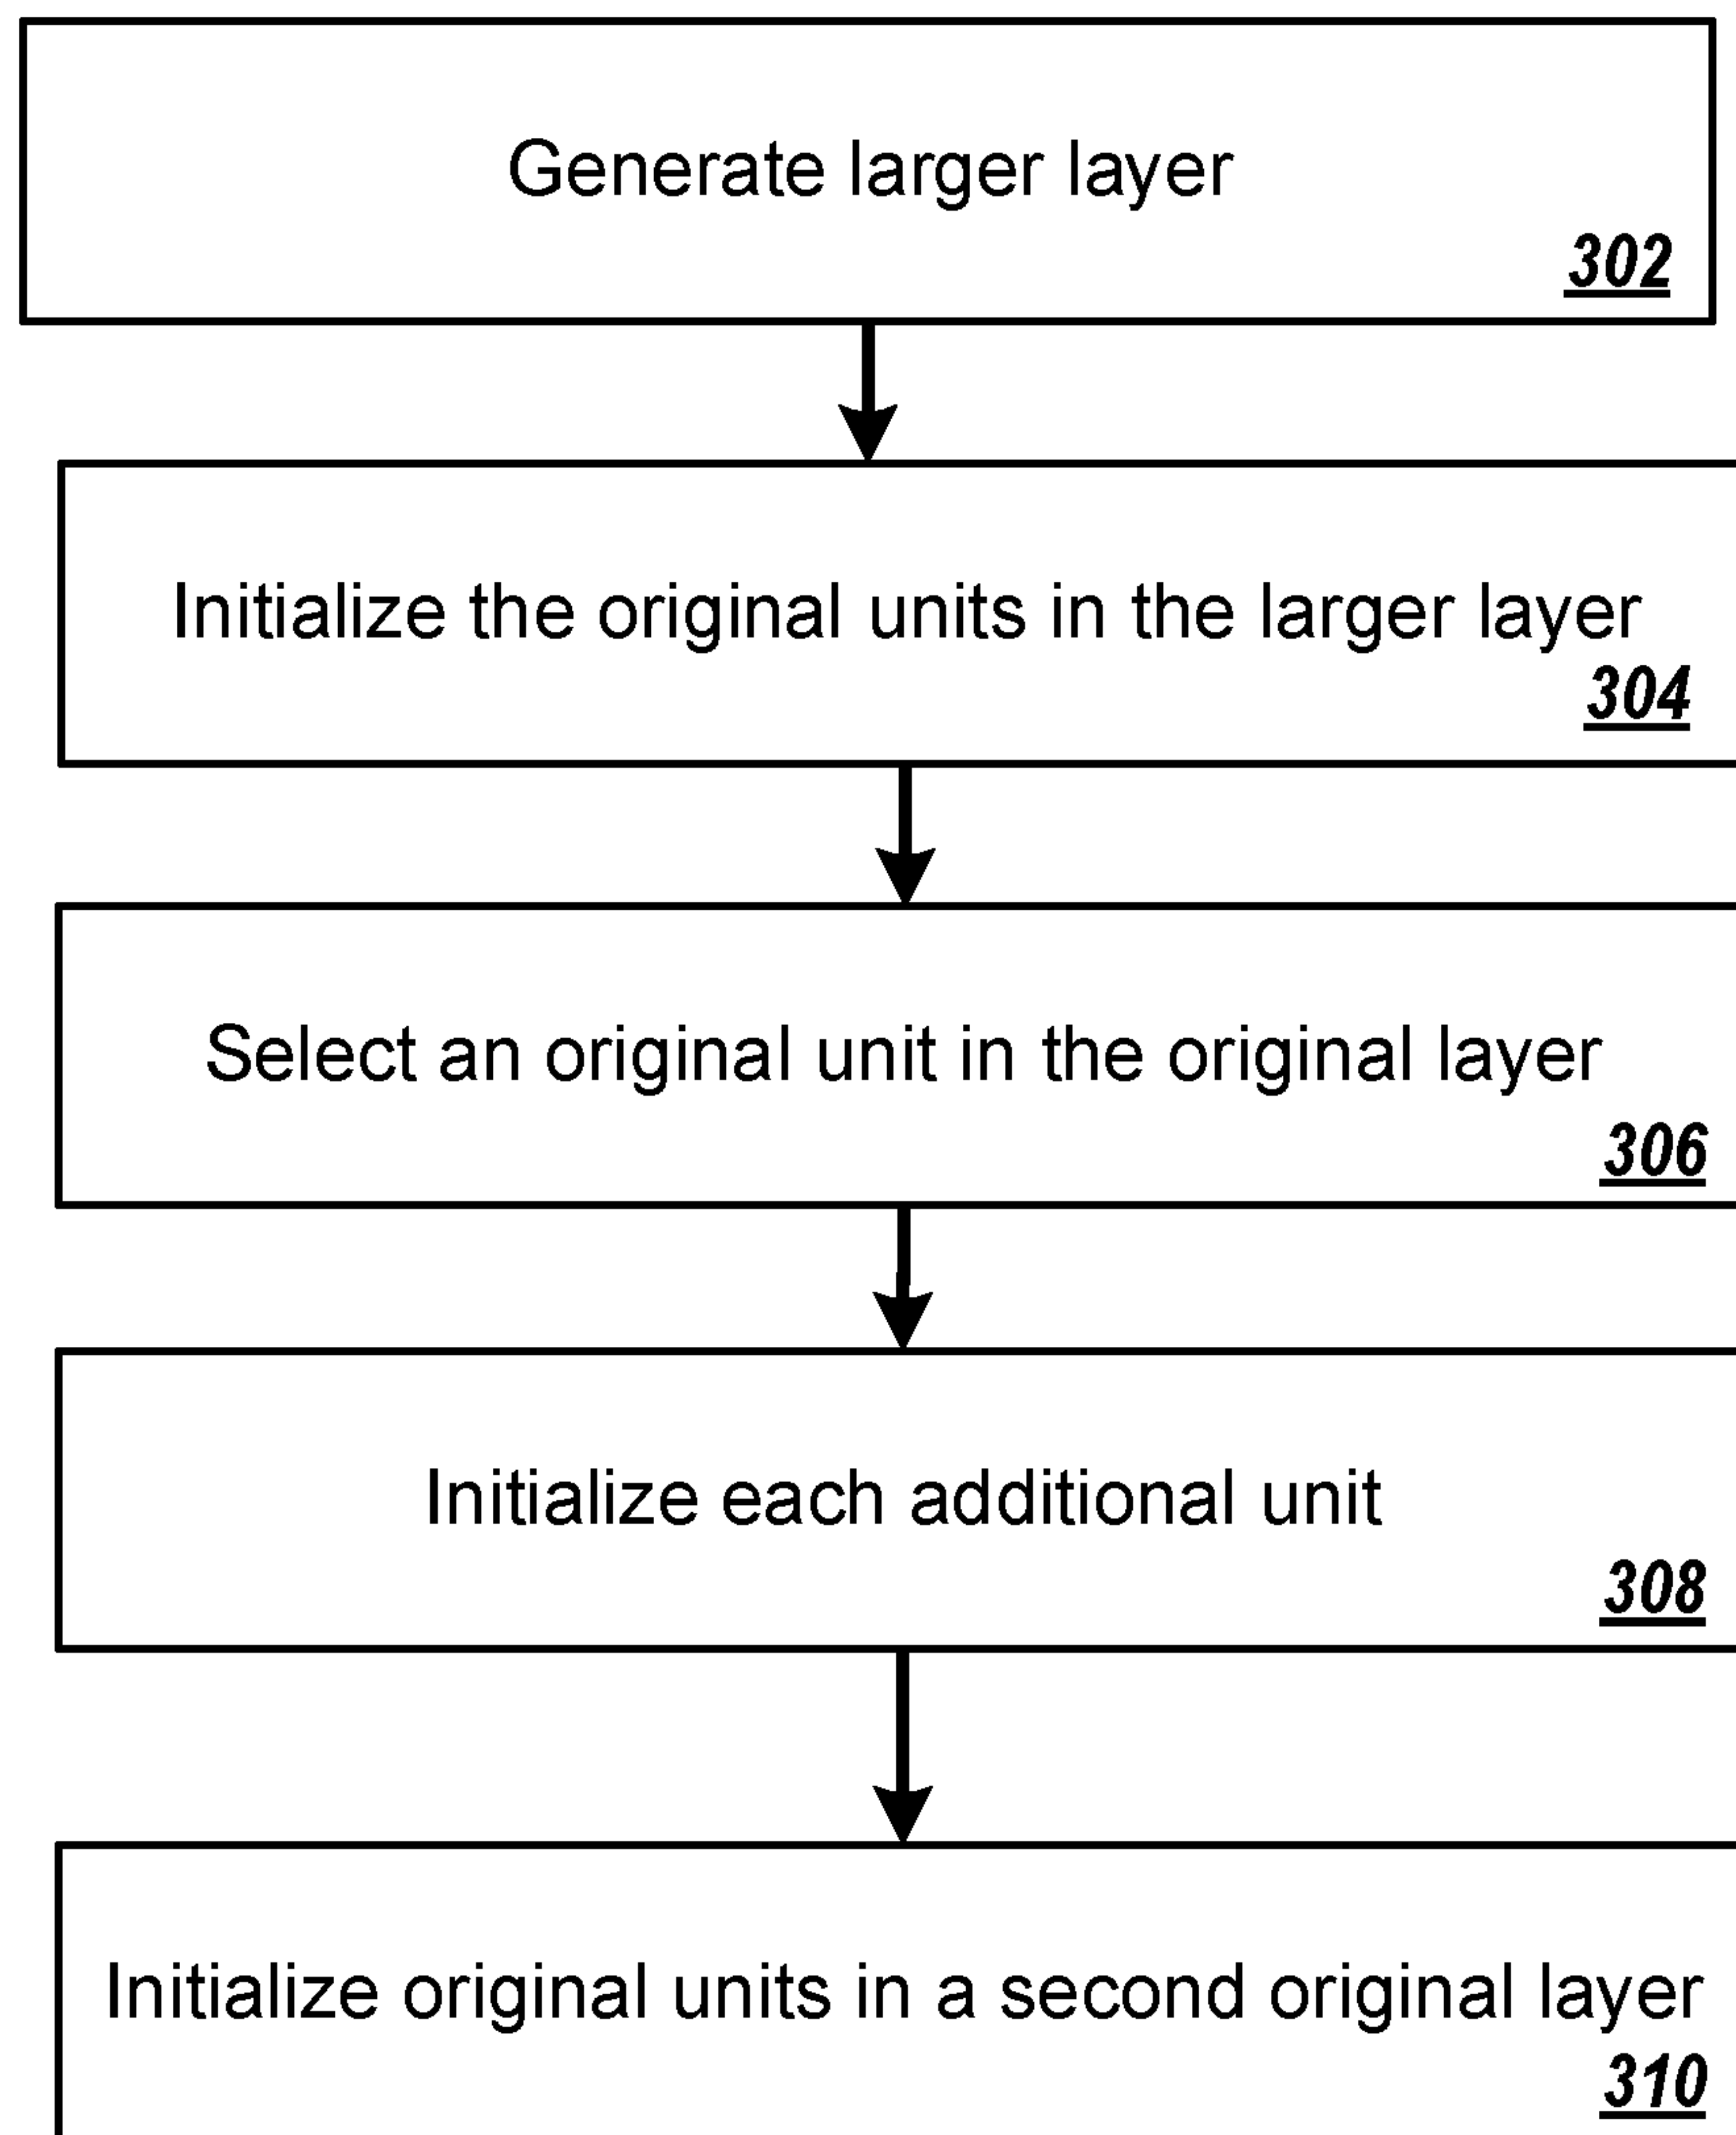 Generate larger layer
302
Initialize the original units in the larger layer
304
Select an original unit in the original layer
306
Initialize each additional unit
308
Initialize original units in a second original layer
310